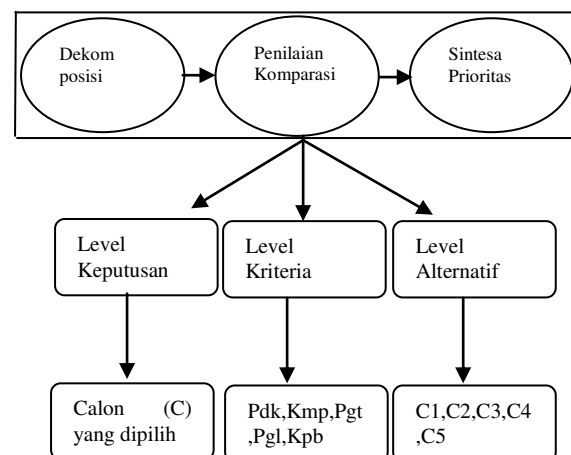 Dekom
posisi
Penilaian
Komparasi
Sintesa
Prioritas
Level
Keputusan
Level
Kriteria
Level
Alternatif
Calon (C)
yang dipilih
Pdk,Kmp,Pgt
,Pgl,Kpb
C1,C2,C3,C4
,C5